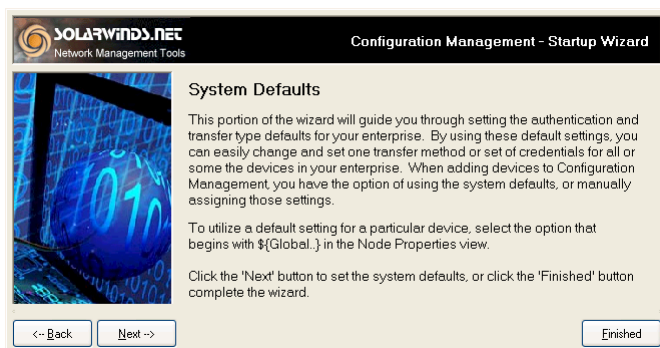 SOLARWINDS.NET
Network Management Tools
Configuration Management - Startup Wizard
System Defaults
This portion of the wizard will guide you through setting the authentication and
transfer type defaults for your enterprise. By using these default settings, you
can easily change and set one transfer method or set of credentials for all or
some the devices in your enterprise. When adding devices to Configuration
Management, you have the option of using the system defaults, or manually
assigning those settings.
To utilize a default setting for a particular device, select the option that
begins with ${Global..} in the Node Properties view.
Click the 'Next' button to set the system defaults, or click the 'Finished' button
complete the wizard.
<-- Back
Next -->
Finished